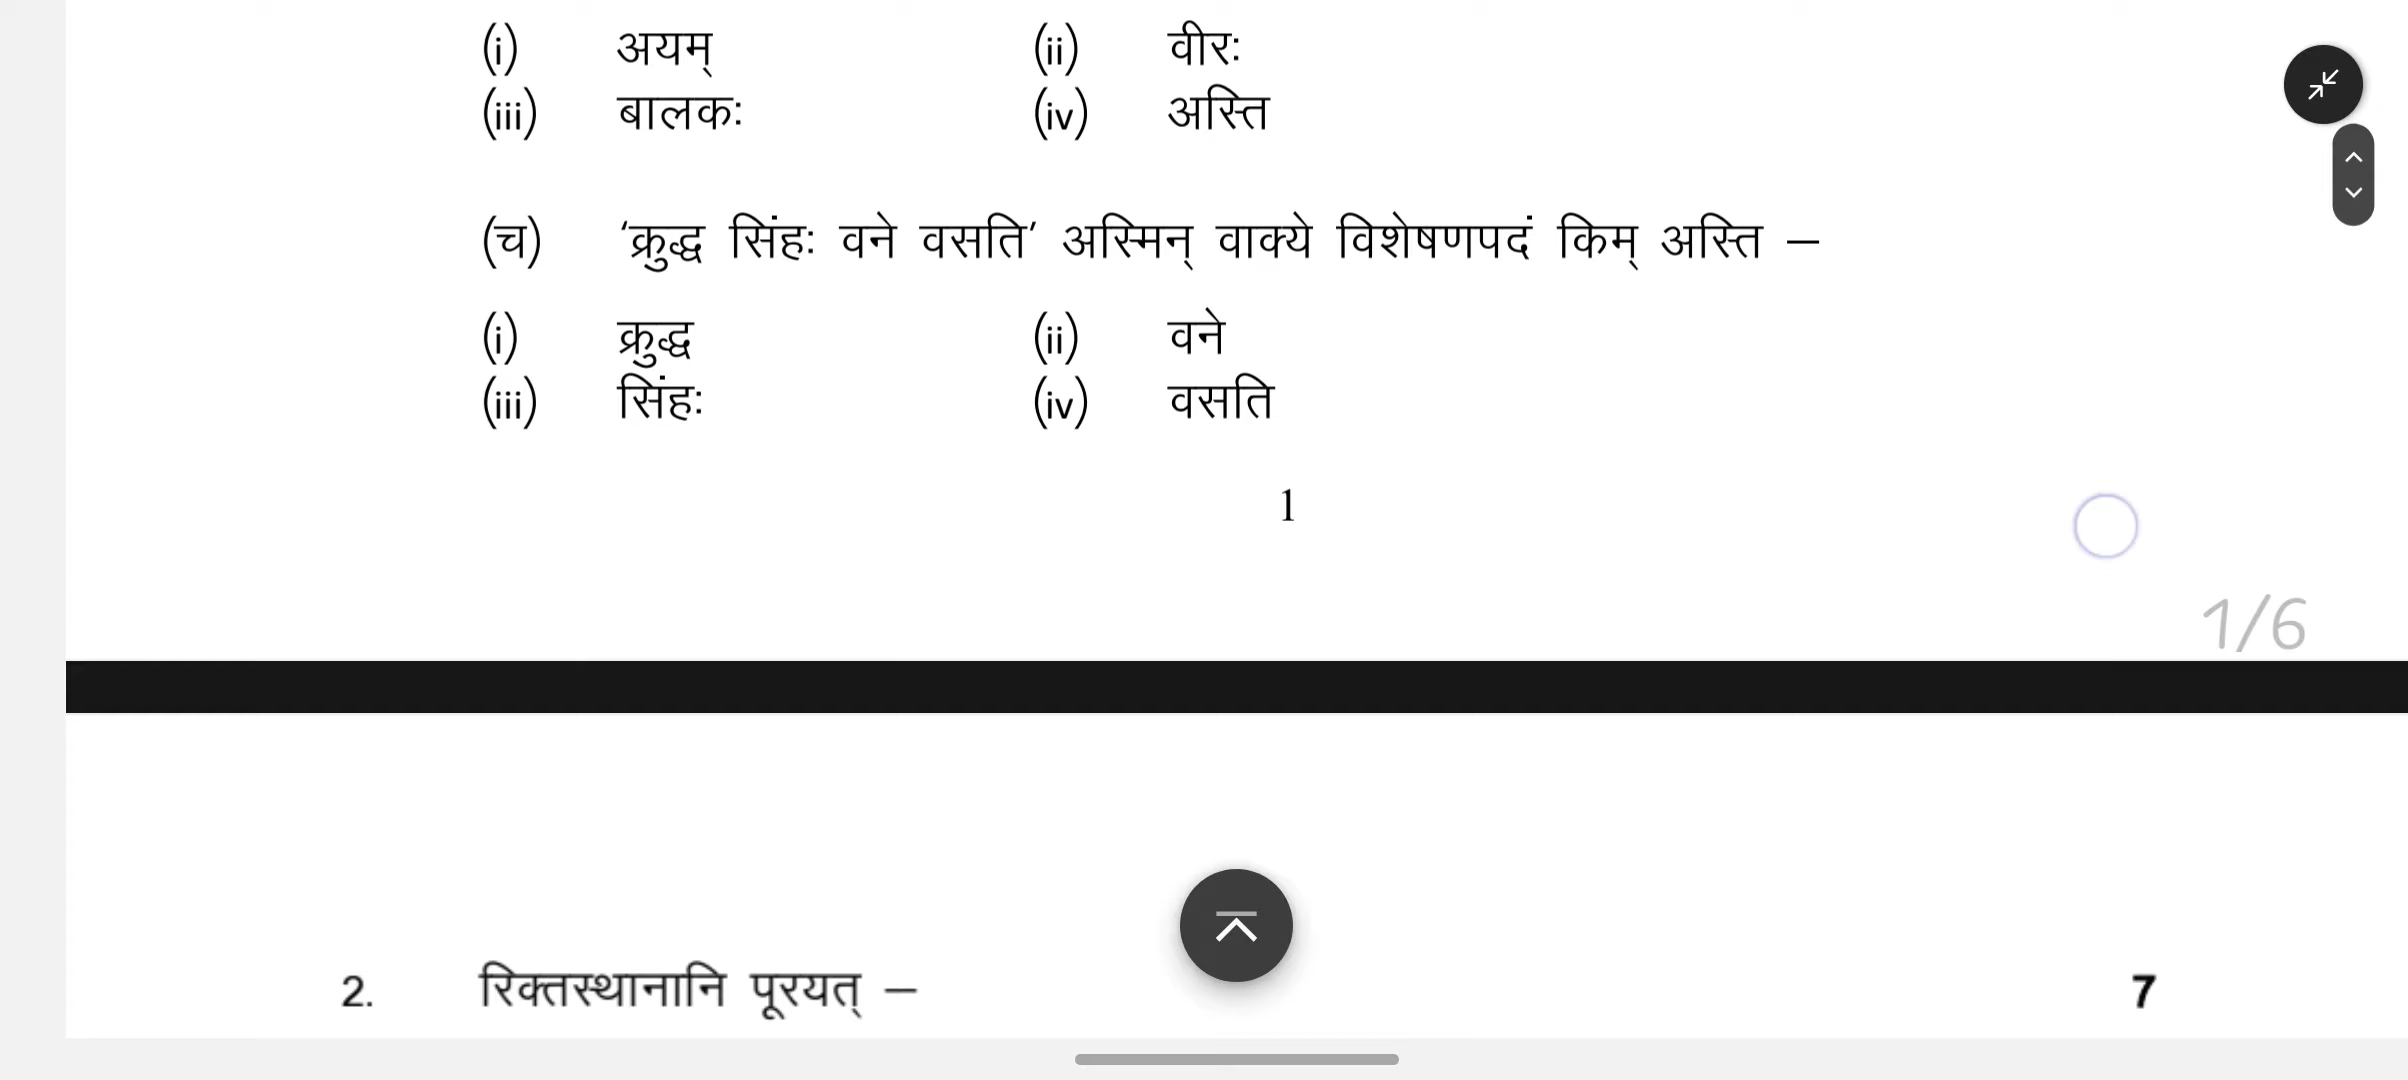 (i) अयम् (ii) वीरः
(iii) बालकः (iv) अस्ति
(च) ‘क्रुद्ध सिंहः वने वसति’ अस्मिन् वाक्ये विशेषणपदं किम् अस्ति –
(i) क्रुद्ध (ii) वने
(iii) सिंहः (iv) वसति
1
1/6
2. रिक्तस्थानानि पूरयत् – 7